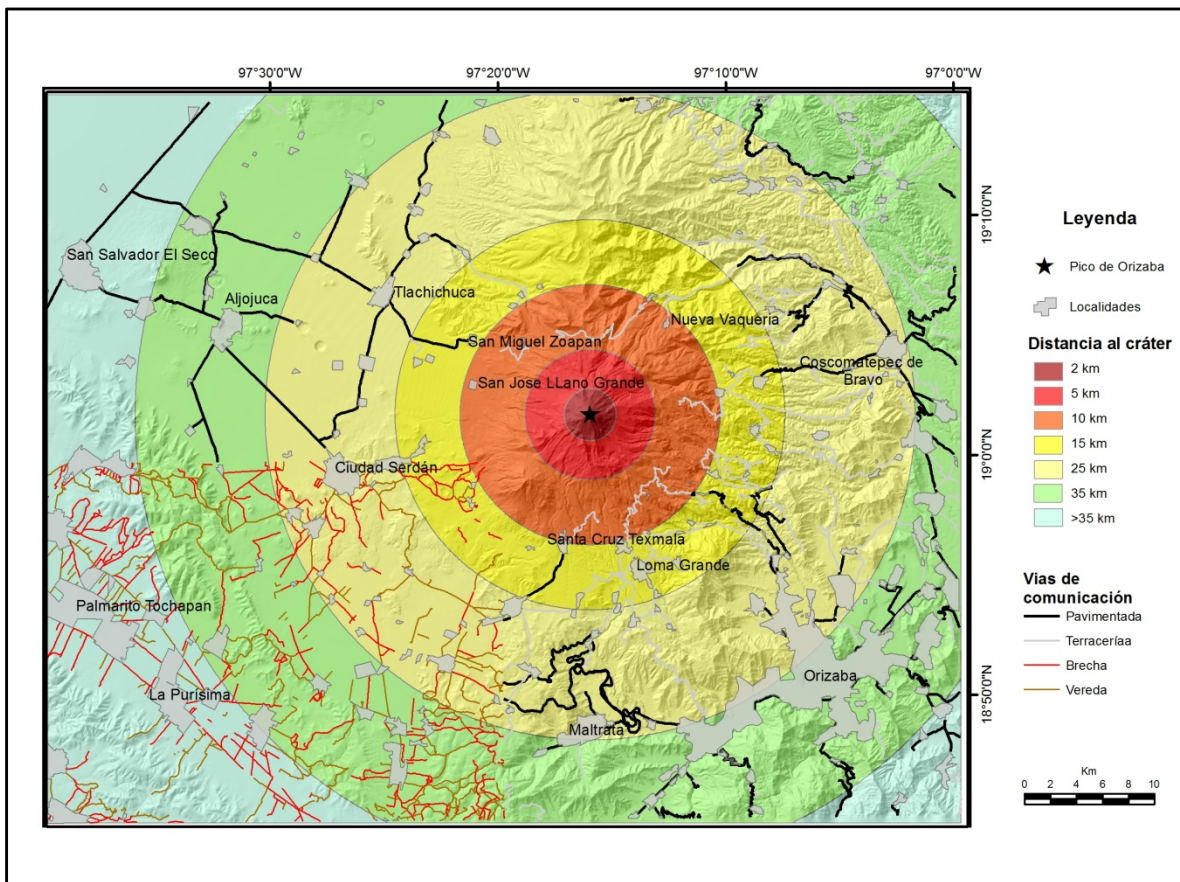 97°30'0"W
97°20'0"W
97°10'0"W
97°0'0"W
19°10'0"N
19°0'0"N
18°50'0"N
San Salvador El Seco
Aljojuca
Tlachichuca
San Miguel Zoapan
Nueva Vaqueria
San Jose LLano Grande
Coscomatepec de
Bravo
Ciudad Serdán
Santa Cruz Texmala
Loma Grande
Palmarito Tochapan
La Purísima
Orizaba
Maltrata
Leyenda
Pico de Orizaba
Localidades
Distancia al cráter
2 km
5 km
10 km
15 km
25 km
35 km
>35 km
Vias de
comunicación
Pavimentada
Terraceríaa
Brecha
Vereda
Km
0 2 4 6 8 10